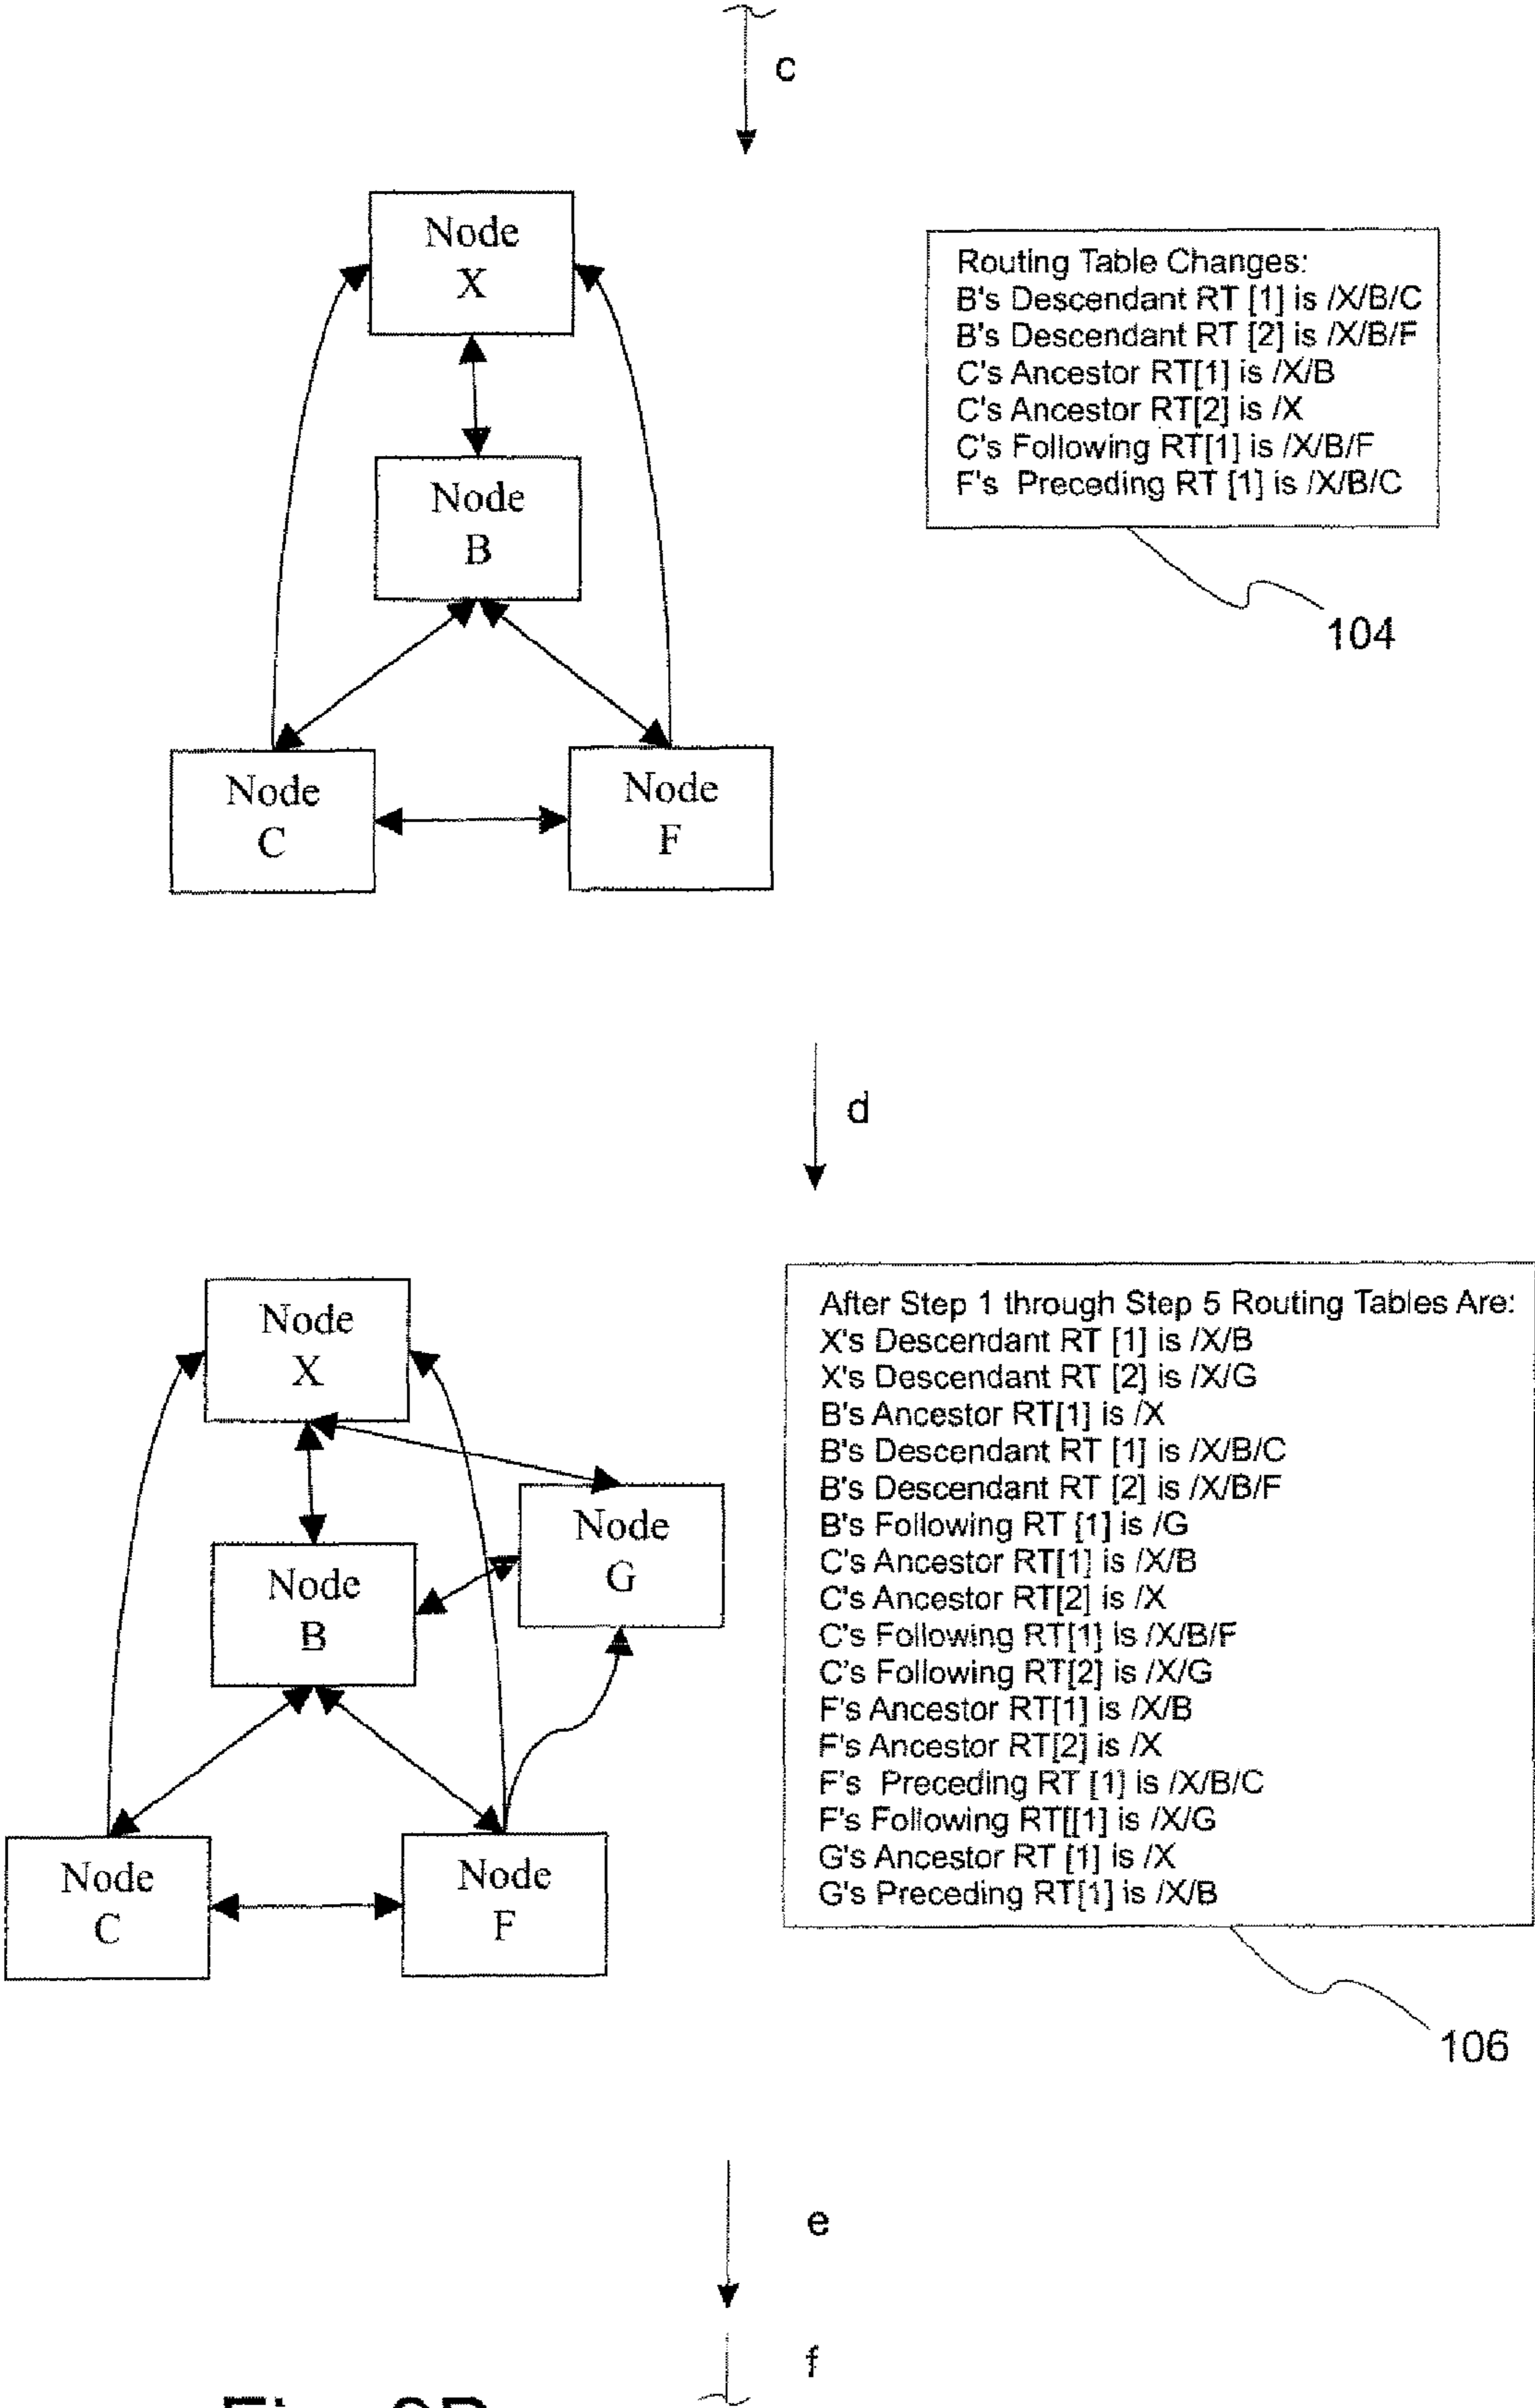 c
Node
X
Routing Table Changes:
B's Descendant RT [1] is /X/B/C
B's Descendant RT [2] is /X/B/F
C's Ancestor RT[1] is /X/B
C's Ancestor RT[2] is /X
C's Following RT[1] is /X/B/F
F's Preceding RT [1] is /X/B/C
104
Node
B
Node
C
Node
F
d
Node
X
Node
G
Node
B
Node
C
Node
F
After Step 1 through Step 5 Routing Tables Are:
X's Descendant RT [1] is /X/B
X's Descendant RT [2] is /X/G
B's Ancestor RT[1] is /X
B's Descendant RT [1] is /X/B/C
B's Descendant RT [2] is /X/B/F
B's Following RT [1] is /G
C's Ancestor RT[1] is /X/B
C's Ancestor RT[2] is /X
C's Following RT[1] is /X/B/F
C's Following RT[2] is /X/G
F's Ancestor RT[1] is /X/B
F's Ancestor RT[2] is /X
F's Preceding RT [1] is /X/B/C
F's Following RT[[1] is /X/G
G's Ancestor RT [1] is /X
G's Preceding RT[1] is /X/B
106
e
f